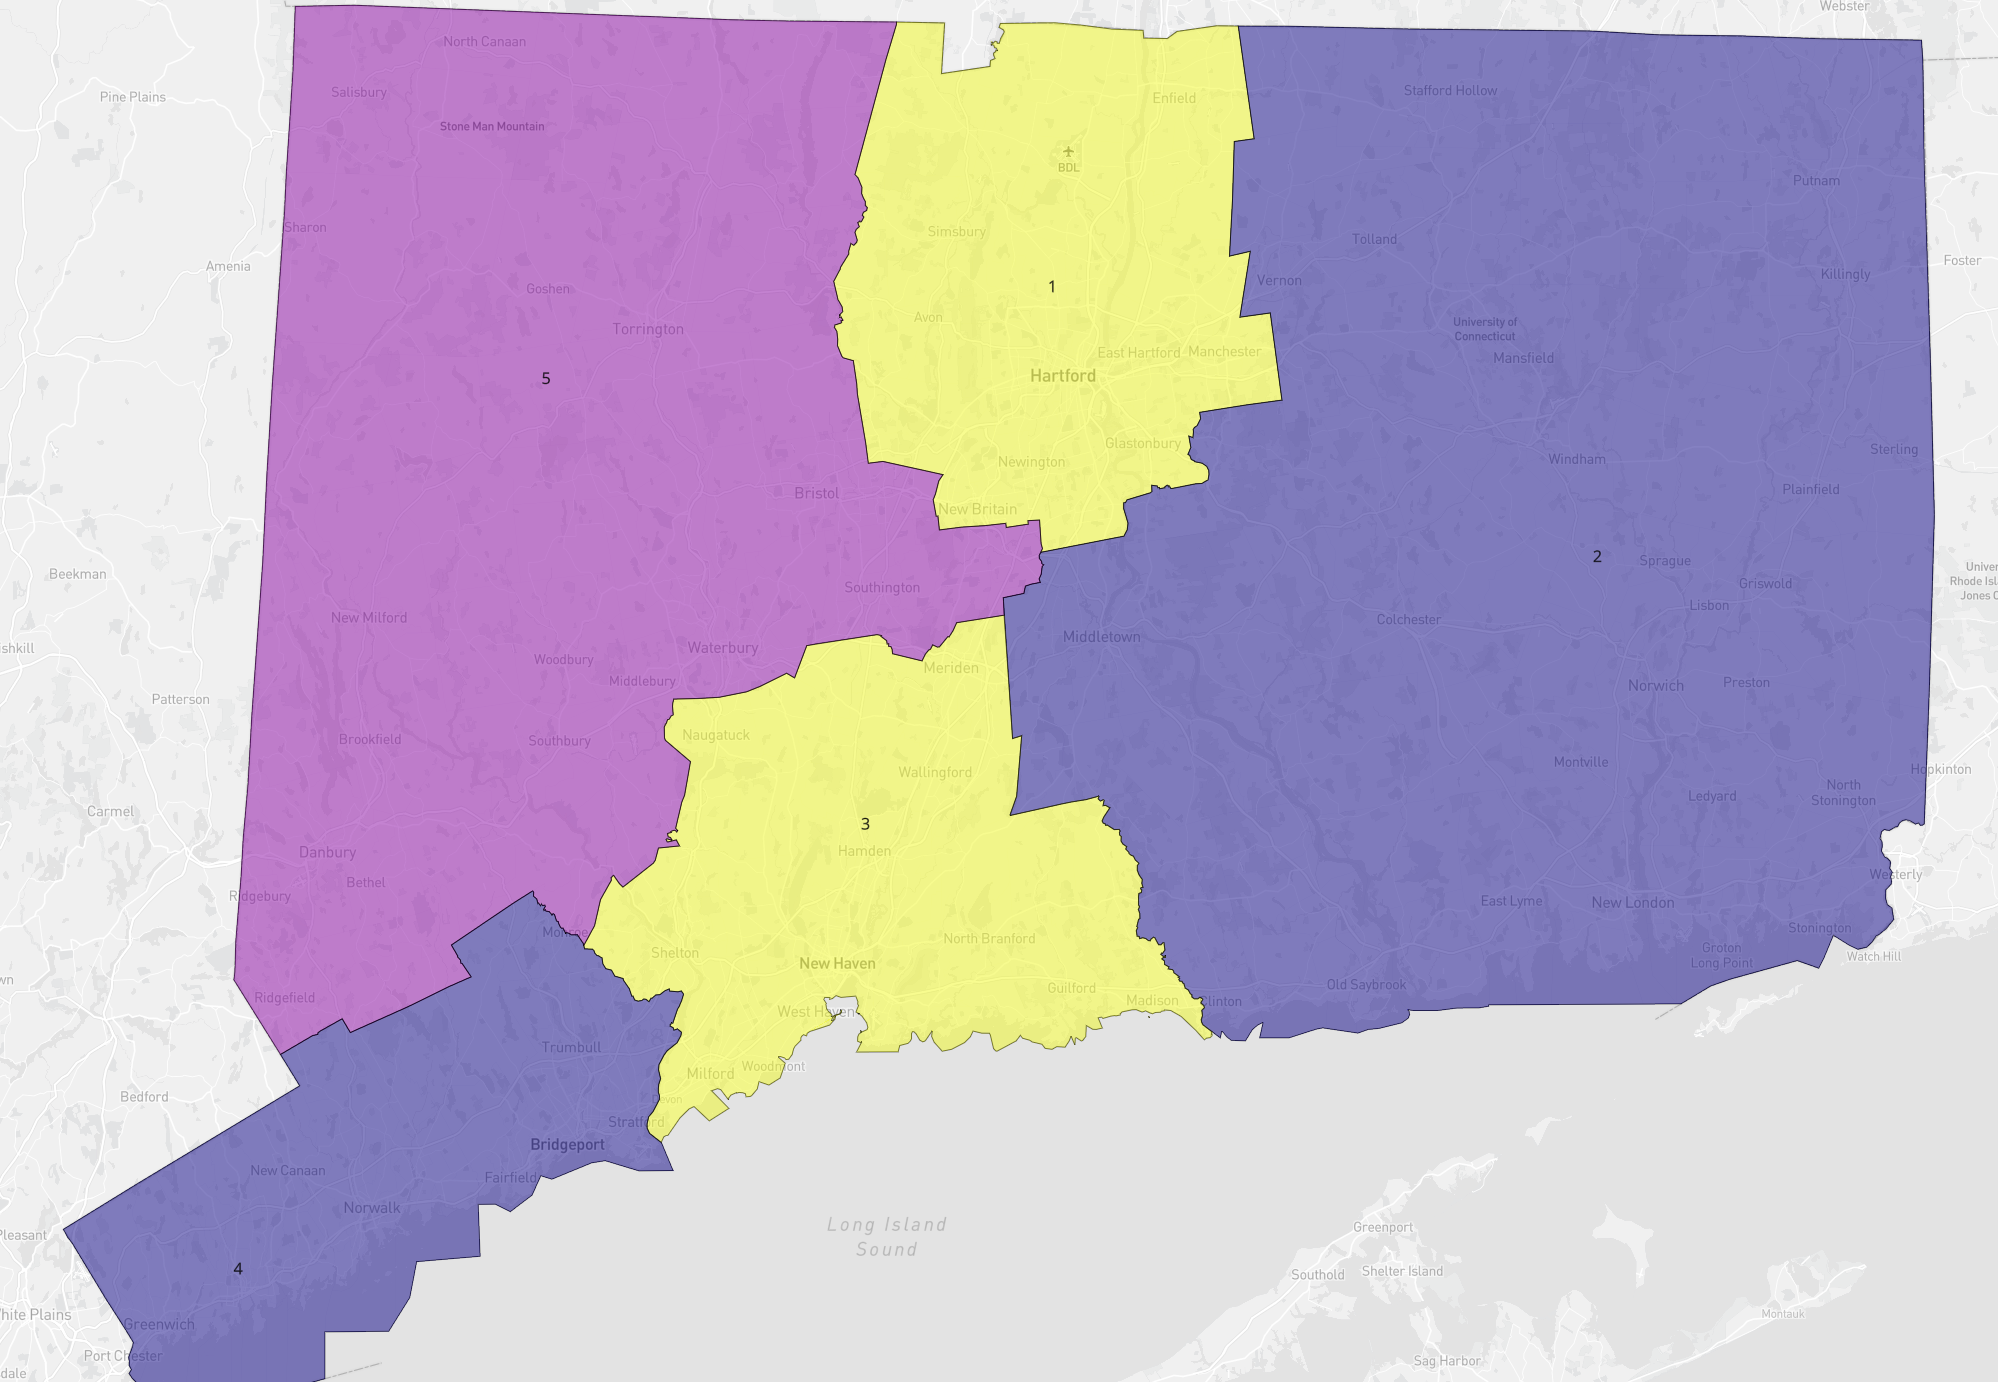 Webster
North Canaan
Pine Plains
Salisbury
Stone Man Mountain
Stafford Hollow
Enfield
BDL
Putnam
Sharon
Simsbury
Tolland
Amenia
Foster
Killingly
Goshen
Vernon
1
Avon
Torrington
University of
Connecticut
East Hartford
Manchester
Mansfield
Hartford
5
Glastonbury
Sterling
Newington
Windham
Bristol
Plainfield
New Britain
2
Sprague
Beekman
Univer
Rhode Isl
Jones C
Southington
Griswold
Lisbon
New Milford
Colchester
Middletown
shkill
Waterbury
Woodbury
Meriden
Middlebury
Norwich
Preston
Patterson
Naugatuck
Brookfield
Southbury
Wallingford
Montville
Hopkinton
North
Stonington
Ledyard
Carmel
3
Hamden
Danbury
Bethel
Westerly
Ridgebury
East Lyme
New London
Monroe
Stonington
North Branford
Shelton
Groton
Long Point
Watch Hill
New Haven
wn
Ridgefield
Guilford
Old Saybrook
Madison
Clinton
West Haven
Trumbull
Woodmont
Milford
Bedford
Devon
Stratford
Bridgeport
New Canaan
Fairfield
Norwalk
Long Island
Sound
Pleasant
Greenport
4
Southold
Shelter Island
hite Plains
Greenwich
Montauk
Port Chester
Sag Harbor
dale